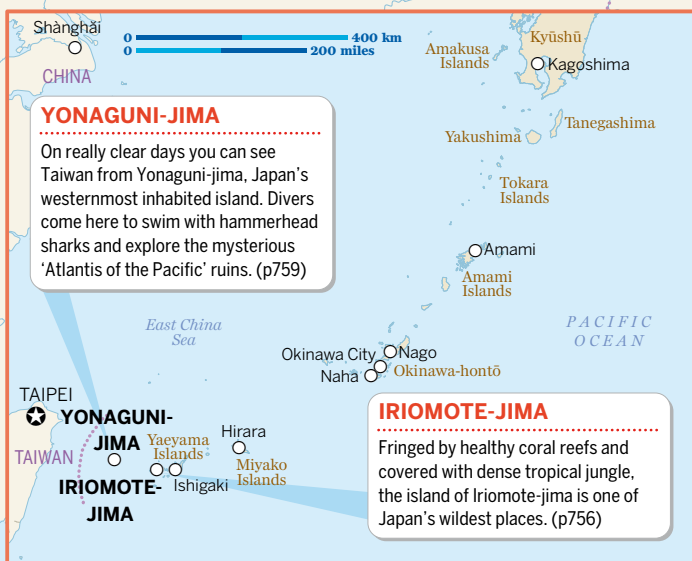 Shànghǎi
CHINA
0 400 km
0 200 miles
Amakusa
Islands
Kyūshū
Kagoshima
YONAGUNI-JIMA
On really clear days you can see
Taiwan from Yonaguni-jima, Japan's
westernmost inhabited island. Divers
come here to swim with hammerhead
sharks and explore the mysterious
‘Atlantis of the Pacific’ ruins. (p759)
Yakushima
Tanegashima
Tokara
Islands
Amami
Amami
Islands
East China
Sea
PACIFIC
OCEAN
Okinawa City
Nago
Naha
Okinawa-hontō
TAIPEI
TAIWAN
YONAGUNI-
JIMA
Yaeyama
Islands
Hirara
Miyako
Islands
IRIOMOTE-
JIMA
Ishigaki
IRIOMOTE-JIMA
Fringed by healthy coral reefs and
covered with dense tropical jungle,
the island of Iriomote-jima is one of
Japan's wildest places. (p756)